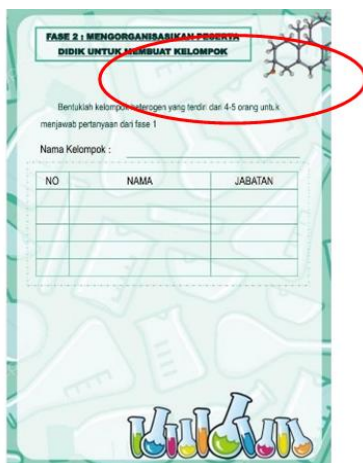 FASE 2 : MENGORGANISASIKAN PESERTA
DIDIK UNTUK MEMBUAT KELOMPOK
Bentuklah kelompok heterogen yang terdiri dari 4-5 orang untuk
menjawab pertanyaan dari fase 1
Nama Kelompok :
NO NAMA JABATAN